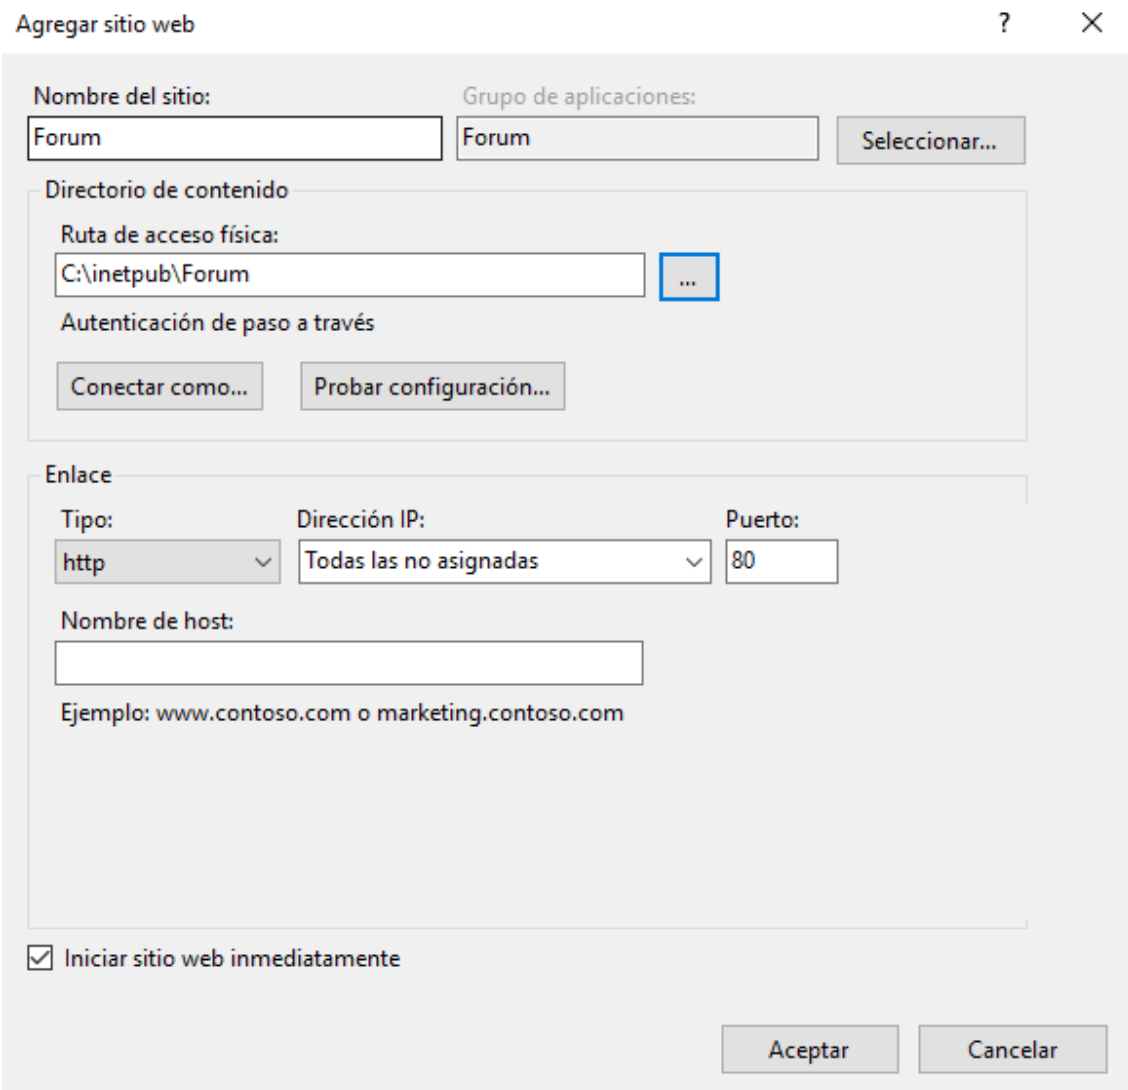 Agregar sitio web
?
Nombre del sitio:
Grupo de aplicaciones:
Forum
Forum
Seleccionar...
Directorio de contenido
Ruta de acceso física:
C:\inetpub\Forum
...
Autenticación de paso a través
Conectar como...
Probar configuración...
Enlace
Tipo:
Dirección IP:
Puerto:
http
Todas las no asignadas
80
Nombre de host:
Ejemplo: www.contoso.com o marketing.contoso.com
Iniciar sitio web inmediatamente
Aceptar
Cancelar